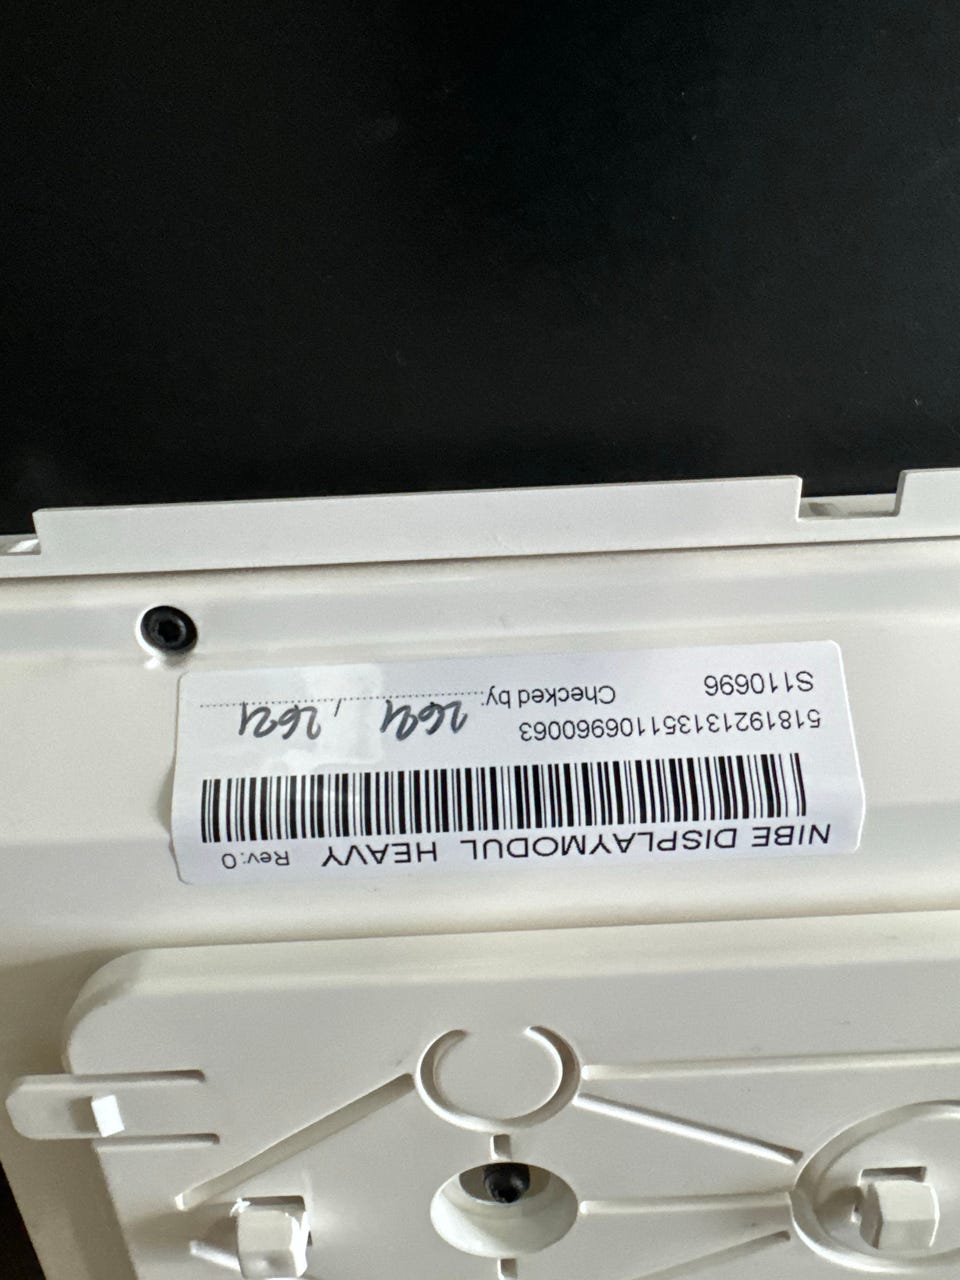 NIBE DISPLAYMODUL HEAVY Rev:0
518192131351106960063
S110696 Checked by: